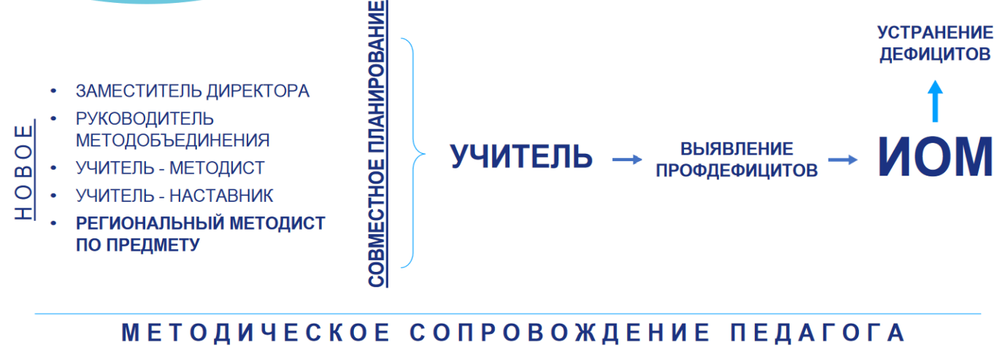 НОВОЕ
• ЗАМЕСТИТЕЛЬ ДИРЕКТОРА
• РУКОВОДИТЕЛЬ
МЕТОДОБЪЕДИНЕНИЯ
• УЧИТЕЛЬ - МЕТОДИСТ
• УЧИТЕЛЬ - НАСТАВНИК
• РЕГИОНАЛЬНЫЙ МЕТОДИСТ
ПО ПРЕДМЕТУ
СОВМЕСТНОЕ ПЛАНИРОВАНИЕ
УЧИТЕЛЬ
ВЫЯВЛЕНИЕ
ПРОФДЕФИЦИТОВ
ИОМ
УСТРАНЕНИЕ
ДЕФИЦИТОВ
МЕТОДИЧЕСКОЕ СОПРОВОЖДЕНИЕ ПЕДАГОГА